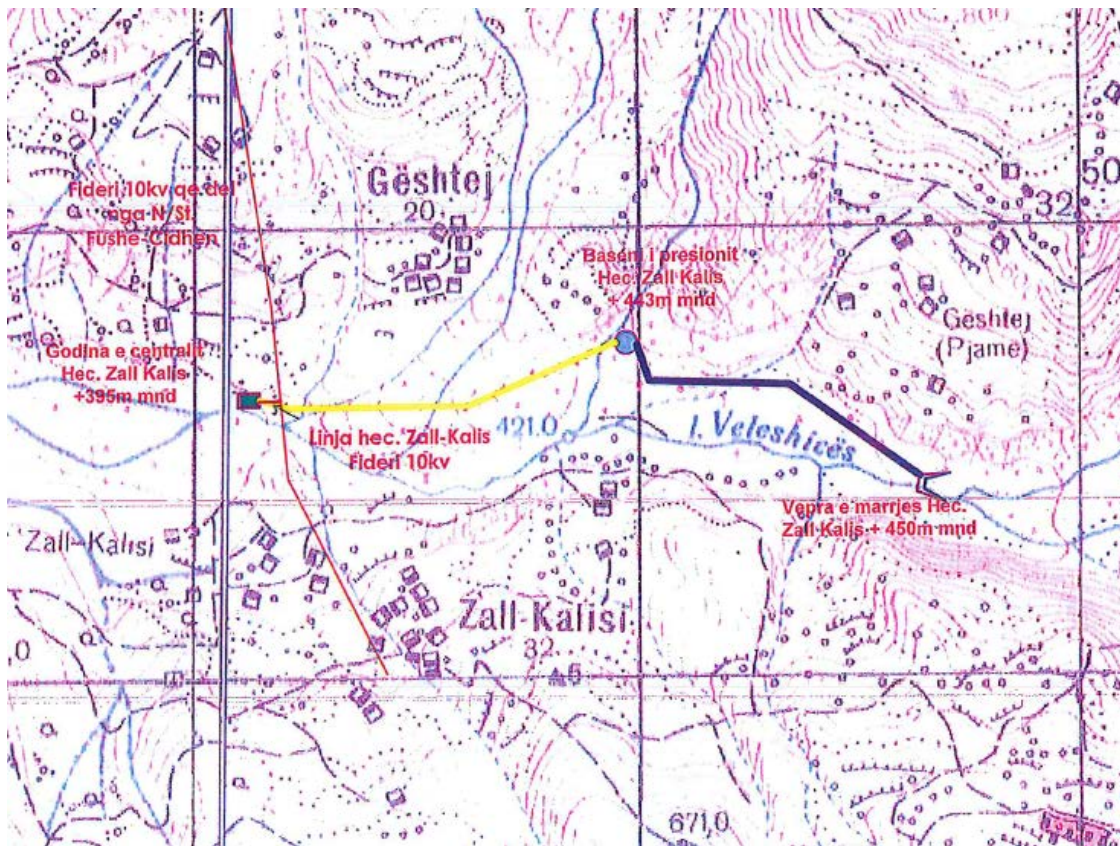 Fideri 10kv qe del
nga N/St.
Fushe-Cidhen
Gështej
20
32
50
Baseni i presionit
Hec. Zall Kalis
+ 443m mnd
Gështej
(Pjame)
Godina e centralit
Hec. Zall Kalis
+395m mnd
421.0
l. Veleshicës
Linja hec. Zall-Kalis
Fideri 10kv
Vepra e marrjes Hec.
Zall Kalis + 450m mnd
Zall-Kalisi
Zall-Kalisi
32
5
,0
671,0